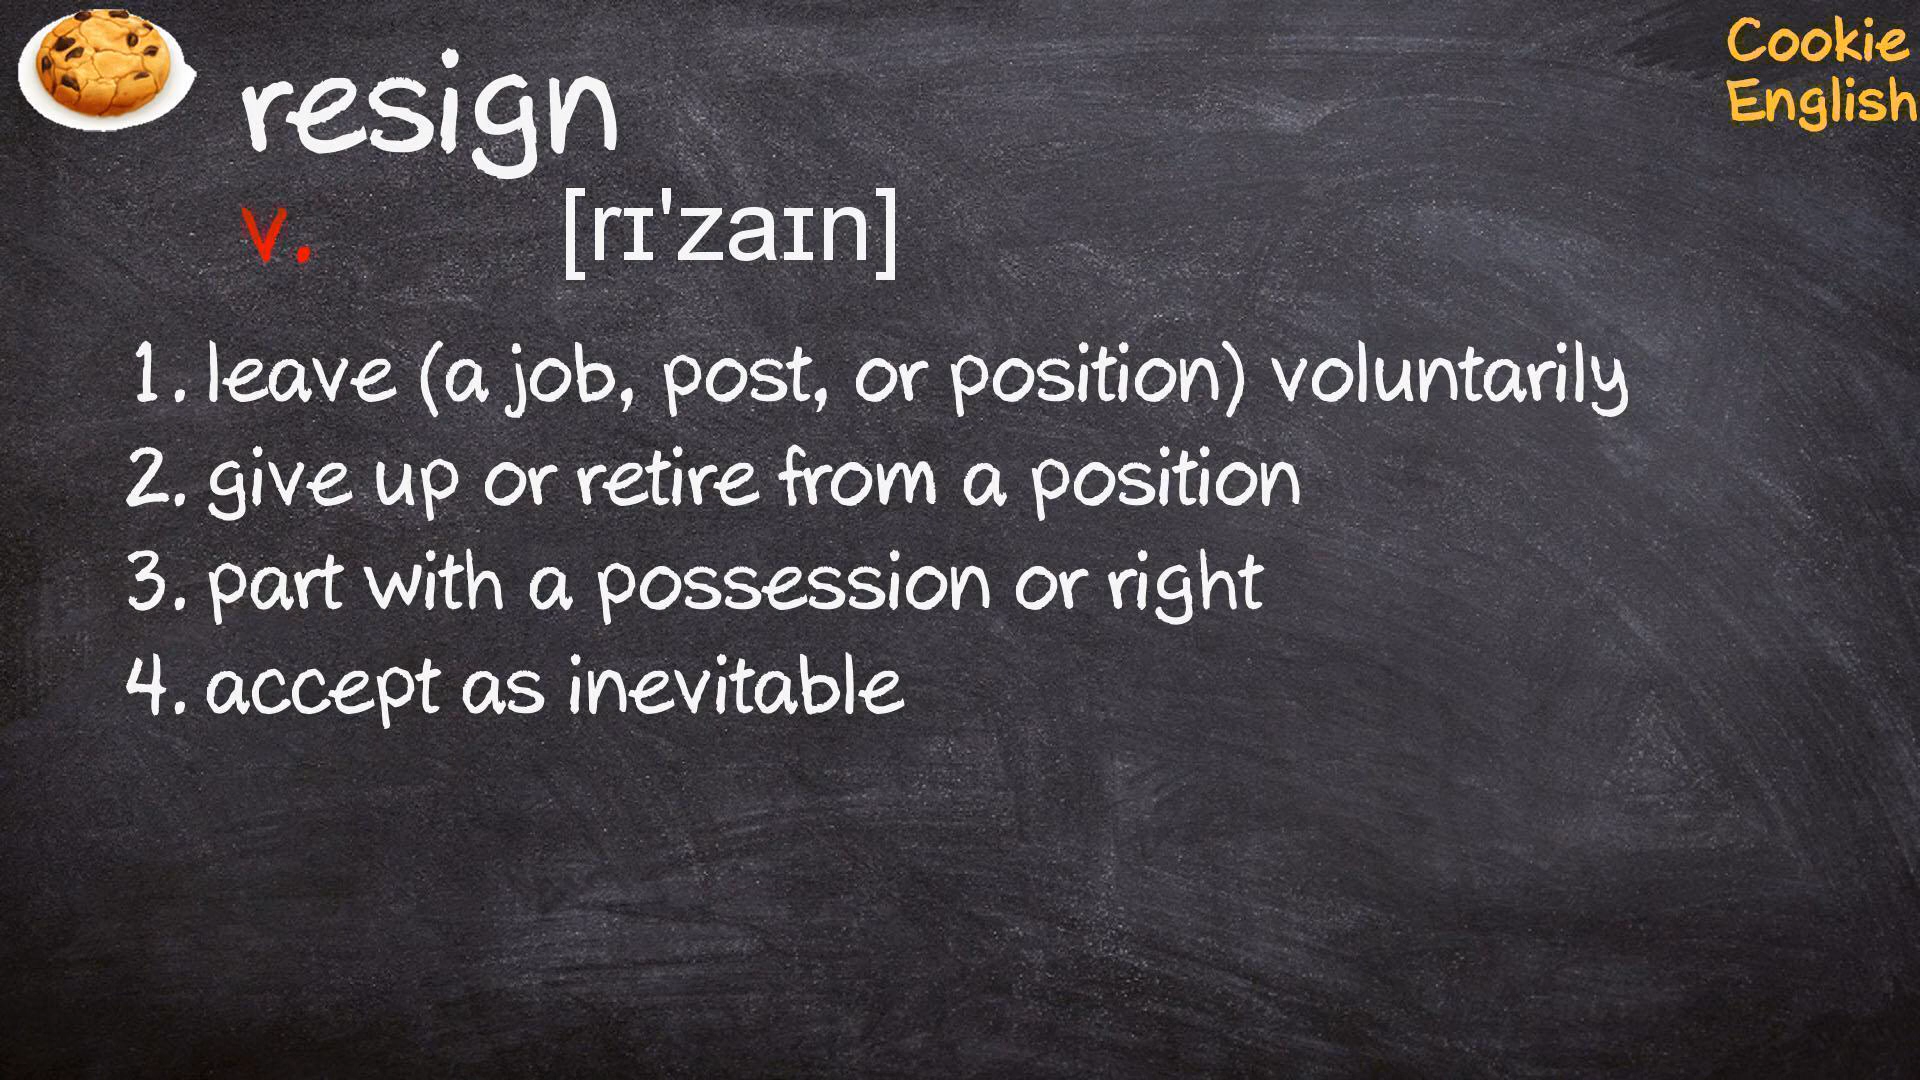 resign
Cookie
English
v. [rɪ'zaɪn]
1. leave (a job, post, or position) voluntarily
2. give up or retire from a position
3. part with a possession or right
4. accept as inevitable